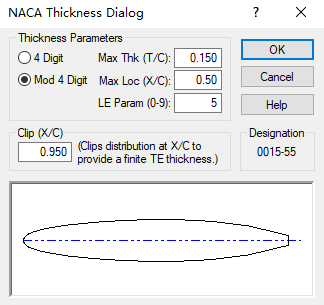 NACA Thickness Dialog
?
Thickness Parameters
4 Digit
Max Thk (T/C): 0.150
OK
Mod 4 Digit
Max Loc (X/C): 0.50
Cancel
LE Param (0-9): 5
Help
Clip (X/C)
0.950
(Clips distribution at X/C to
provide a finite TE thickness.)
Designation
0015-55